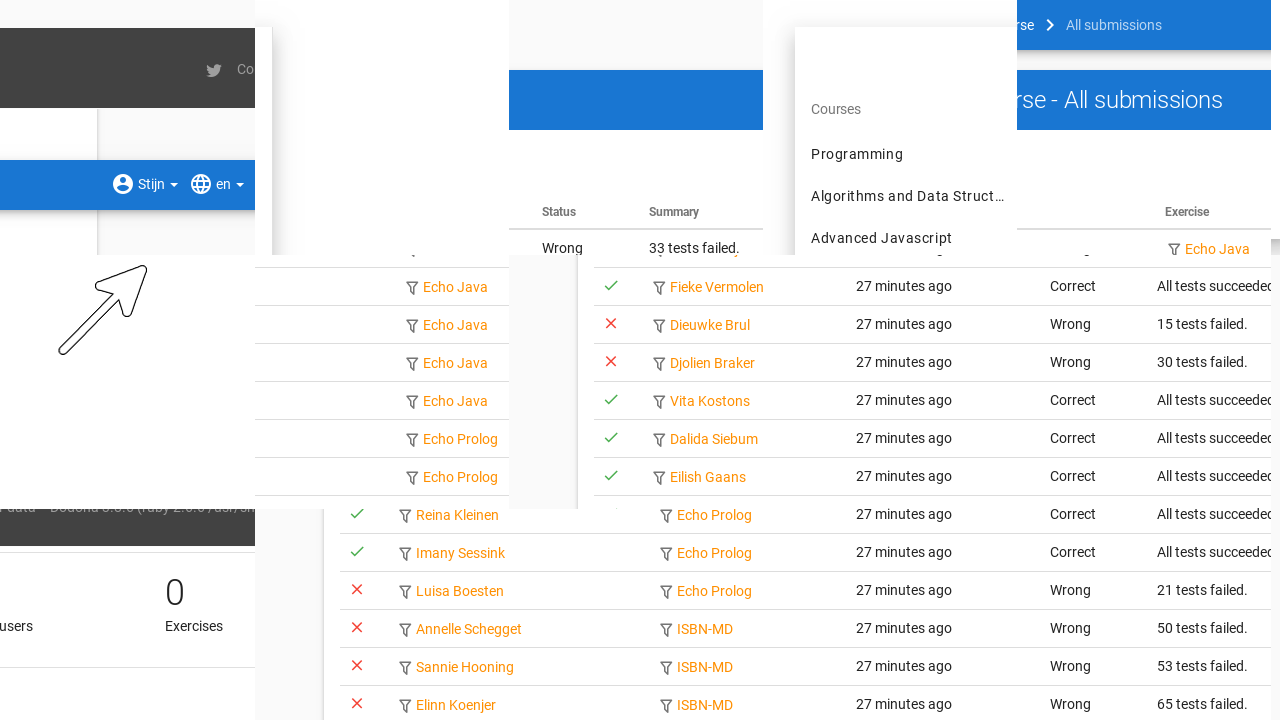 rse All submissions
Co
rse - All submissions
Courses
Programming
Stijn en
Algorithms and Data Struct…
Status Summary Exercise
Advanced Javascript
Wrong 33 tests failed. Echo Java
Echo Java Fieke Vermolen 27 minutes ago Correct All tests succeeded
Echo Java Dieuwke Brul 27 minutes ago Wrong 15 tests failed.
Echo Java Djolien Braker 27 minutes ago Wrong 30 tests failed.
Echo Java Vita Kostons 27 minutes ago Correct All tests succeeded
Echo Prolog Dalida Siebum 27 minutes ago Correct All tests succeeded
Echo Prolog Eilish Gaans 27 minutes ago Correct All tests succeeded
Reina Kleinen Echo Prolog 27 minutes ago Correct All tests succeeded
Imany Sessink Echo Prolog 27 minutes ago Correct All tests succeeded
0
Luisa Boesten Echo Prolog 27 minutes ago Wrong 21 tests failed.
users Exercises
Annelle Schegget ISBN-MD 27 minutes ago Wrong 50 tests failed.
Sannie Hooning ISBN-MD 27 minutes ago Wrong 53 tests failed.
Elinn Koenjer ISBN-MD 27 minutes ago Wrong 65 tests failed.